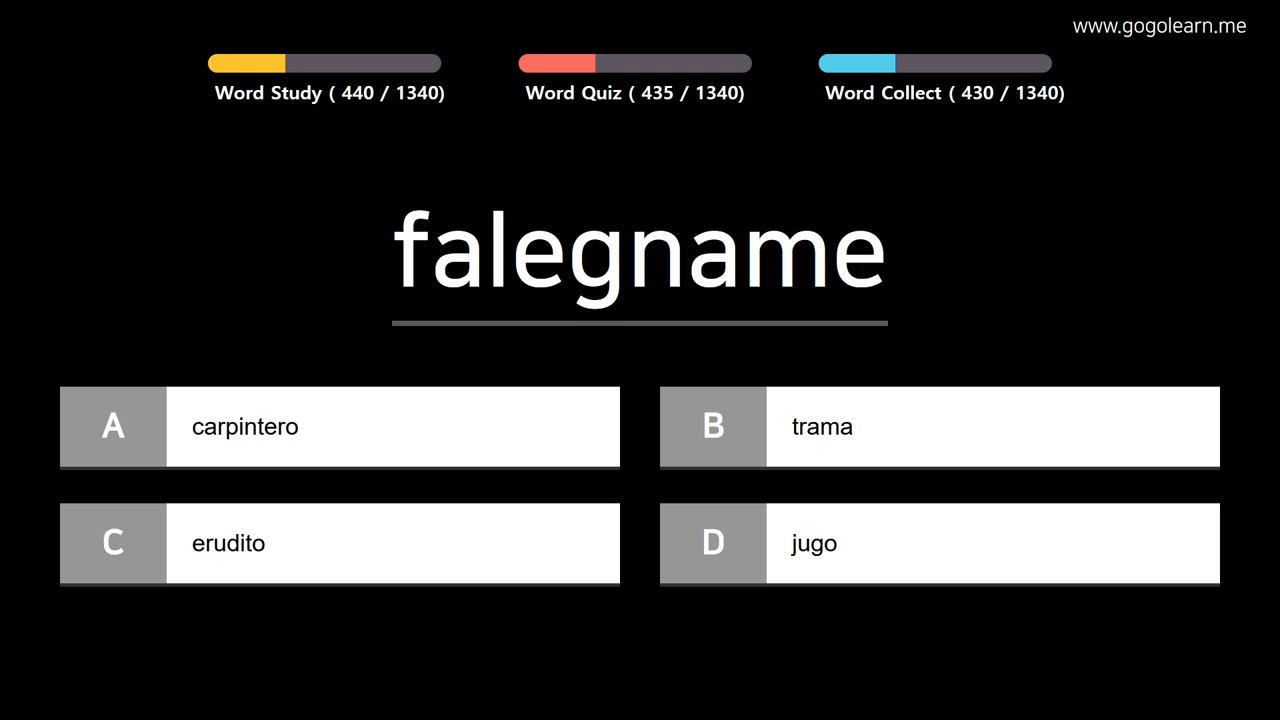 www.gogolearn.me
Word Study ( 440 / 1340)
Word Quiz ( 435 / 1340)
Word Collect ( 430 / 1340)
falegname
A carpintero
B trama
C erudito
D jugo